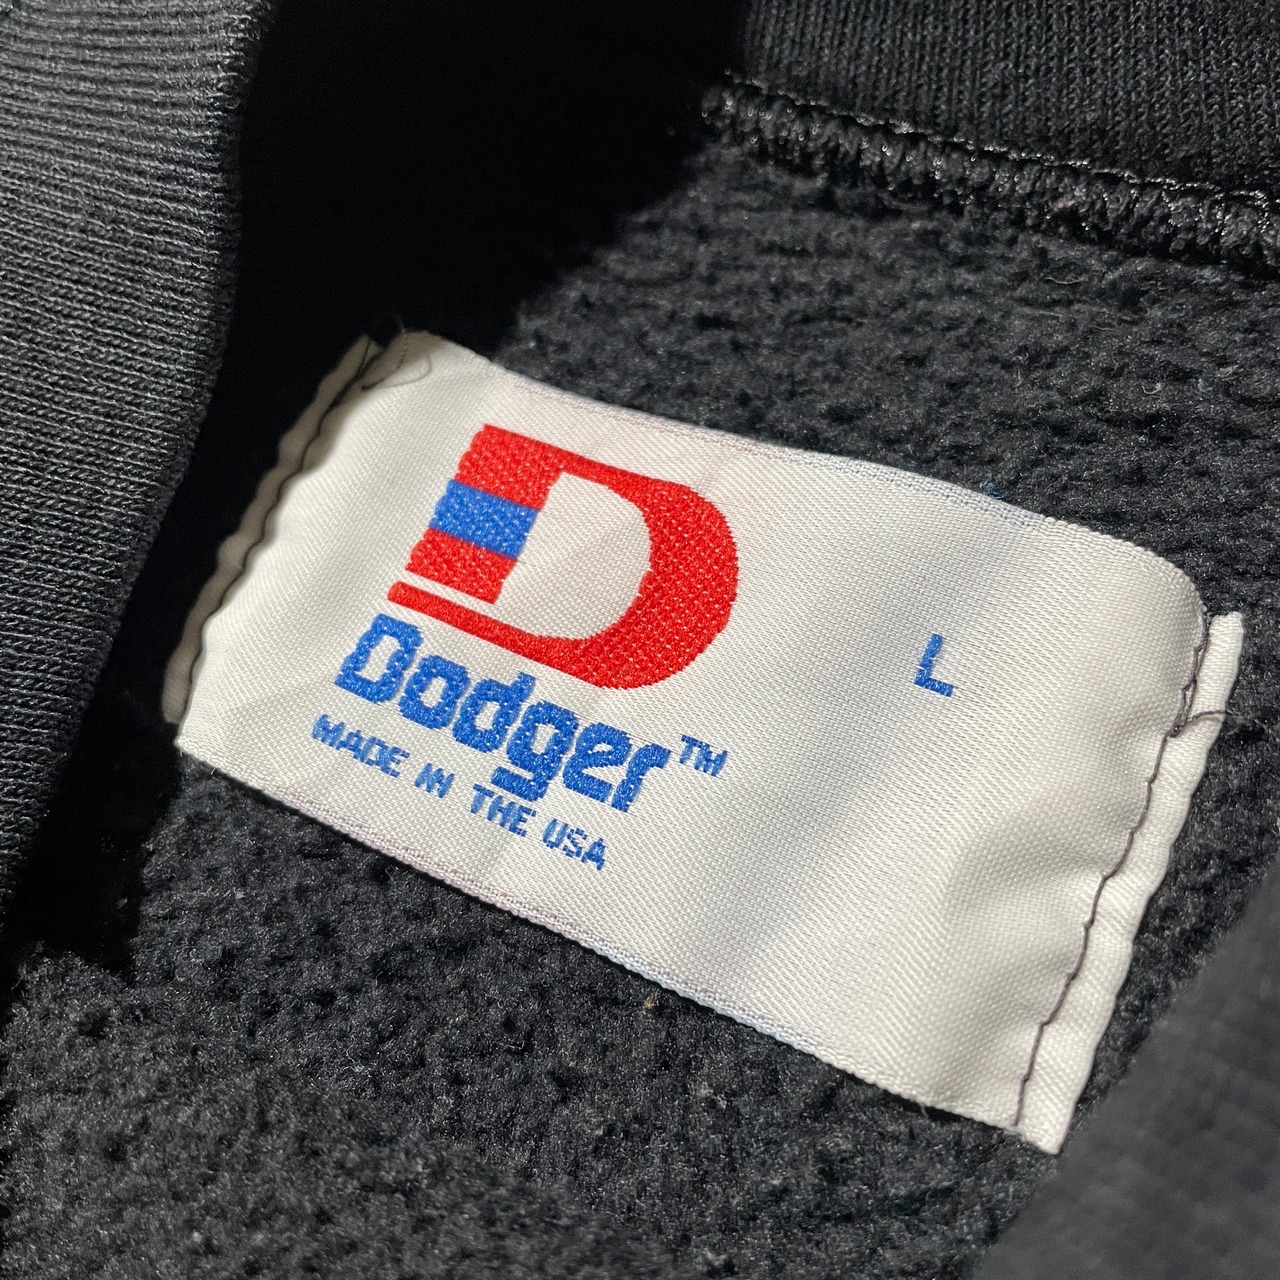 D
Dodger™
MADE IN THE USA
L